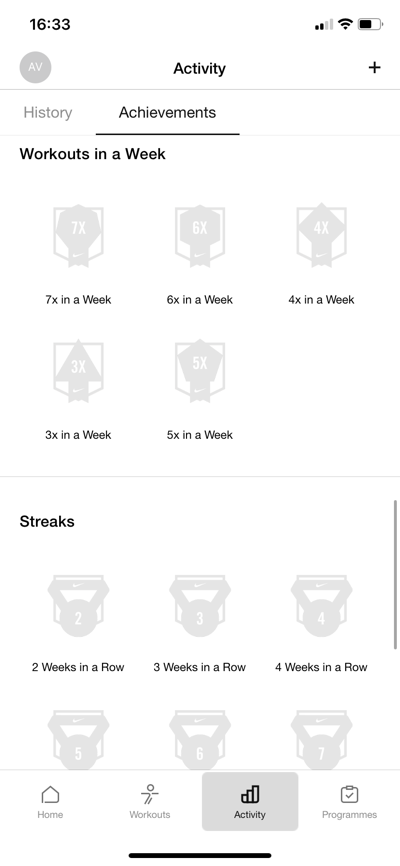 16:33
AV
Activity
+
History
Achievements
Workouts in a Week
7X
6X
4X
7x in a Week
6x in a Week
4x in a Week
3X
5X
3x in a Week
5x in a Week
Streaks
2
3
4
2 Weeks in a Row
3 Weeks in a Row
4 Weeks in a Row
5
6
7
Home
Workouts
Activity
Programmes